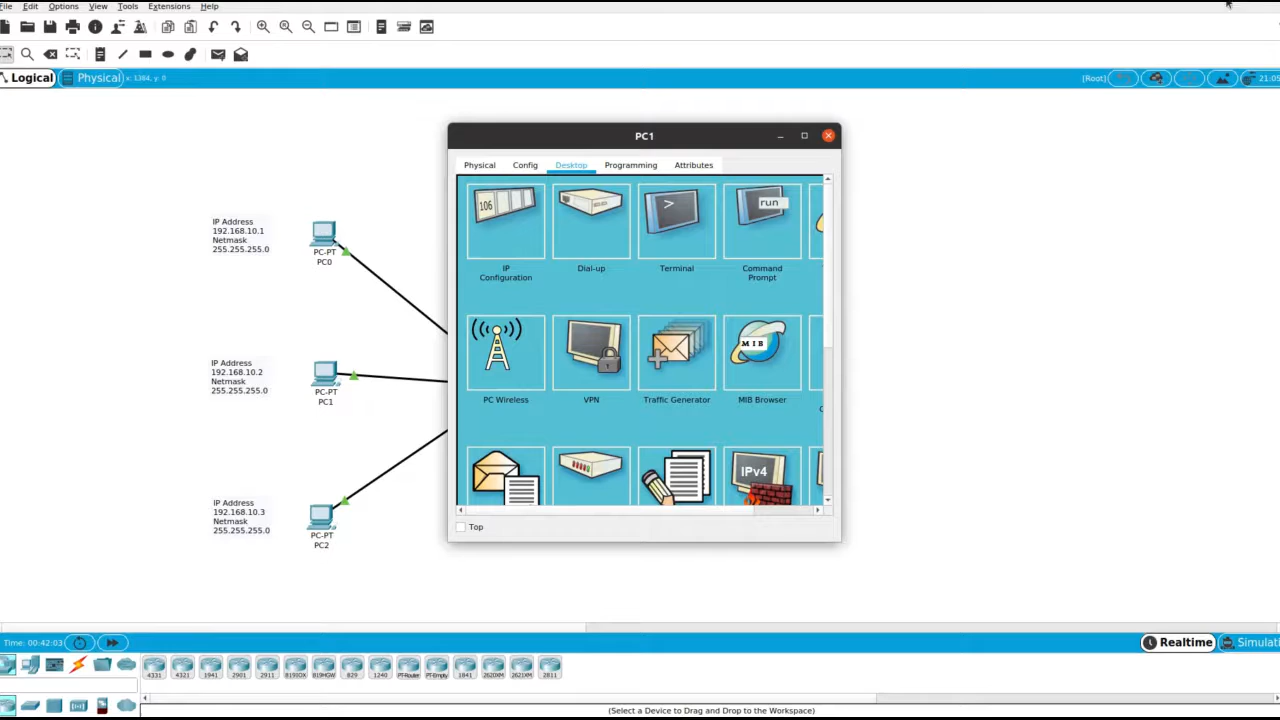 File Edit Options View Tools Extensions Help
Logical Physical x: 1364, y: 0 [Root] 21:05
PC1
Physical Config Desktop Programming Attributes
106
>
run
IP
Configuration
Dial-up
Terminal
Command
Prompt
MIB
PC Wireless
VPN
Traffic Generator
MIB Browser
IPv4
Top
IP Address
192.168.10.1
Netmask
255.255.255.0
PC-PT
PC0
IP Address
192.168.10.2
Netmask
255.255.255.0
PC-PT
PC1
IP Address
192.168.10.3
Netmask
255.255.255.0
PC-PT
PC2
Time: 00:42:03 Realtime Simulati
4331 4321 1941 2901 2911 819IOX 819HGW 829 1240 PT-Router PT-Empty 1841 2620XM 2621XM 2811
(Select a Device to Drag and Drop to the Workspace)